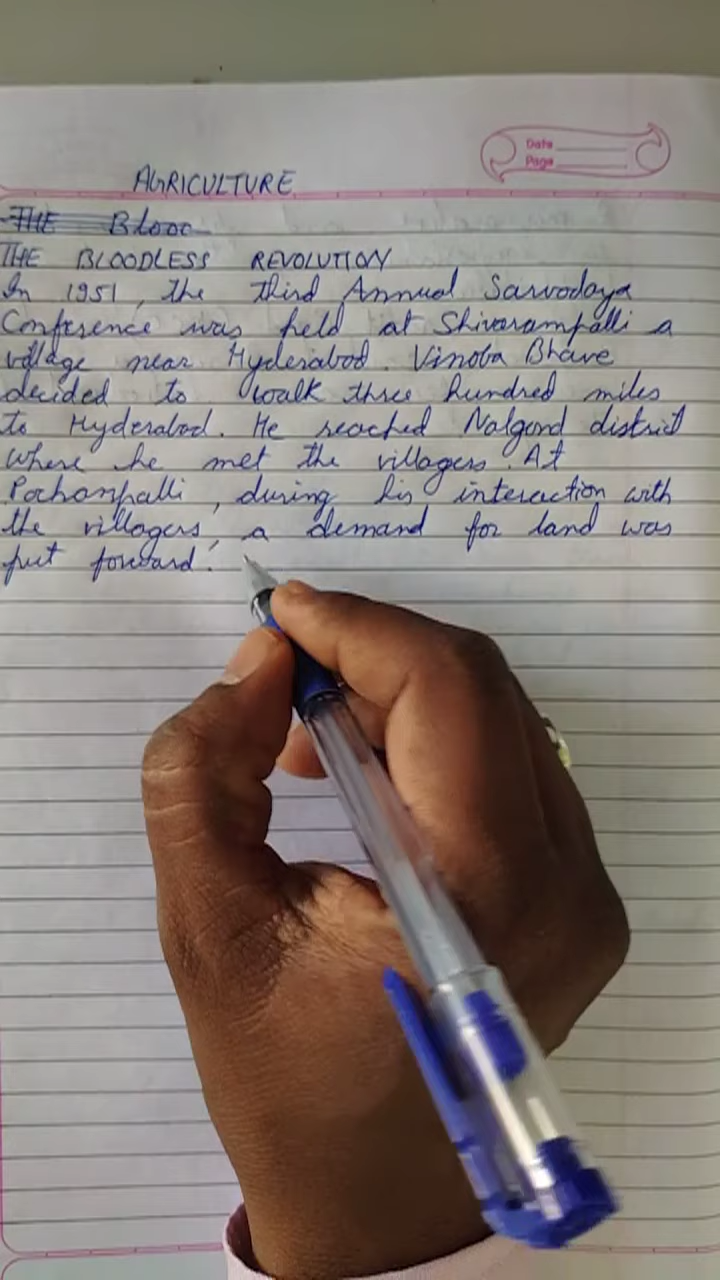 Date
Page
AGRICULTURE
THE Blooc
THE BLOODLESS REVOLUTION
In 1951, the third Annual Sarvodaya
Conference was held at Shivarampalli a
village near Hyderabad. Vinoba Bhave
decided to walk three hundred miles
to Hyderabad. He reached Nalgond district
where he met the villagers. At
Pochampalli, during his interaction with
the villagers, a demand for land was
put forward.